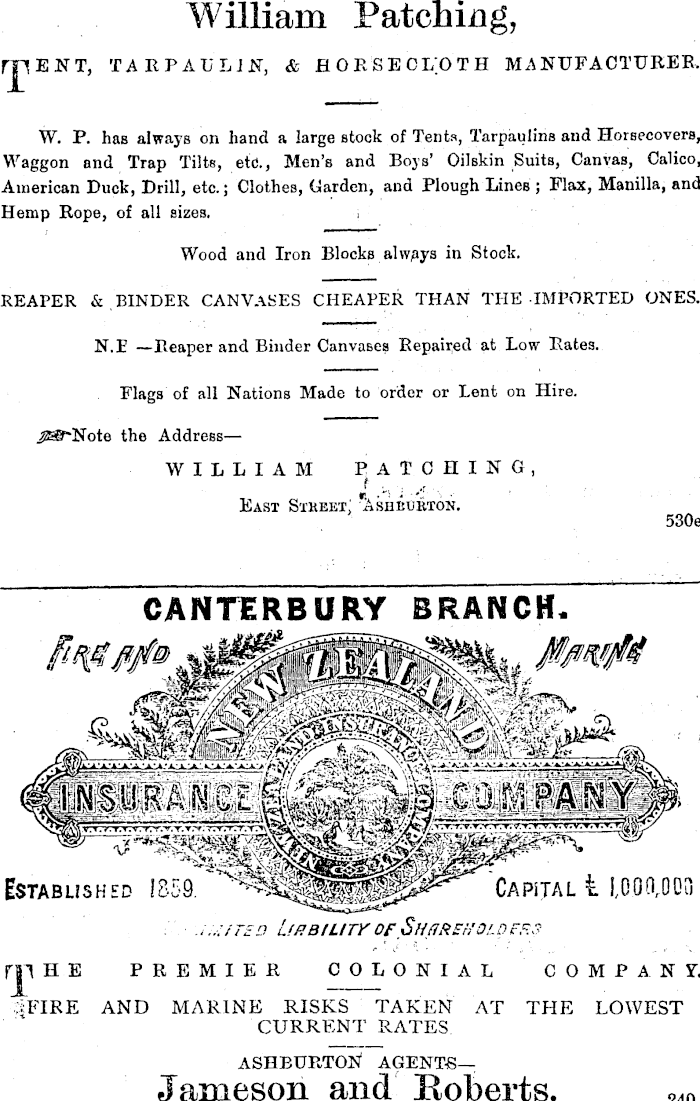 William Patching,
TENT, TARPAULIN, & HORSECLOTH MANUFACTURER.
W. P. has always on hand a large stock of Tents, Tarpaulins and Horsecovers,
Waggon and Trap Tilts, etc., Men's and Boys' Oilskin Suits, Canvas, Calico,
American Duck, Drill, etc.; Clothes, Garden, and Plough Lines; Flax, Manilla, and
Hemp Rope, of all sizes.
Wood and Iron Blocks always in Stock.
REAPER & BINDER CANVASES CHEAPER THAN THE IMPORTED ONES.
N.B —Reaper and Binder Canvases Repaired at Low Rates.
Flags of all Nations Made to order or Lent on Hire.
☞Note the Address—
WILLIAM PATCHING,
EAST STREET, ASHBURTON.
530e
CANTERBURY BRANCH.
FIRE AND MARINE
NEW ZEALAND
INSURANCE COMPANY
NEW ZEALAND INSURANCE COMPANY
ESTABLISHED 1859. CAPITAL £ 1,000,000
LIABILITY OF SHAREHOLDERS
THE PREMIER COLONIAL COMPANY.
FIRE AND MARINE RISKS TAKEN AT THE LOWEST
CURRENT RATES
ASHBURTON AGENTS—
Jameson and Roberts.
240